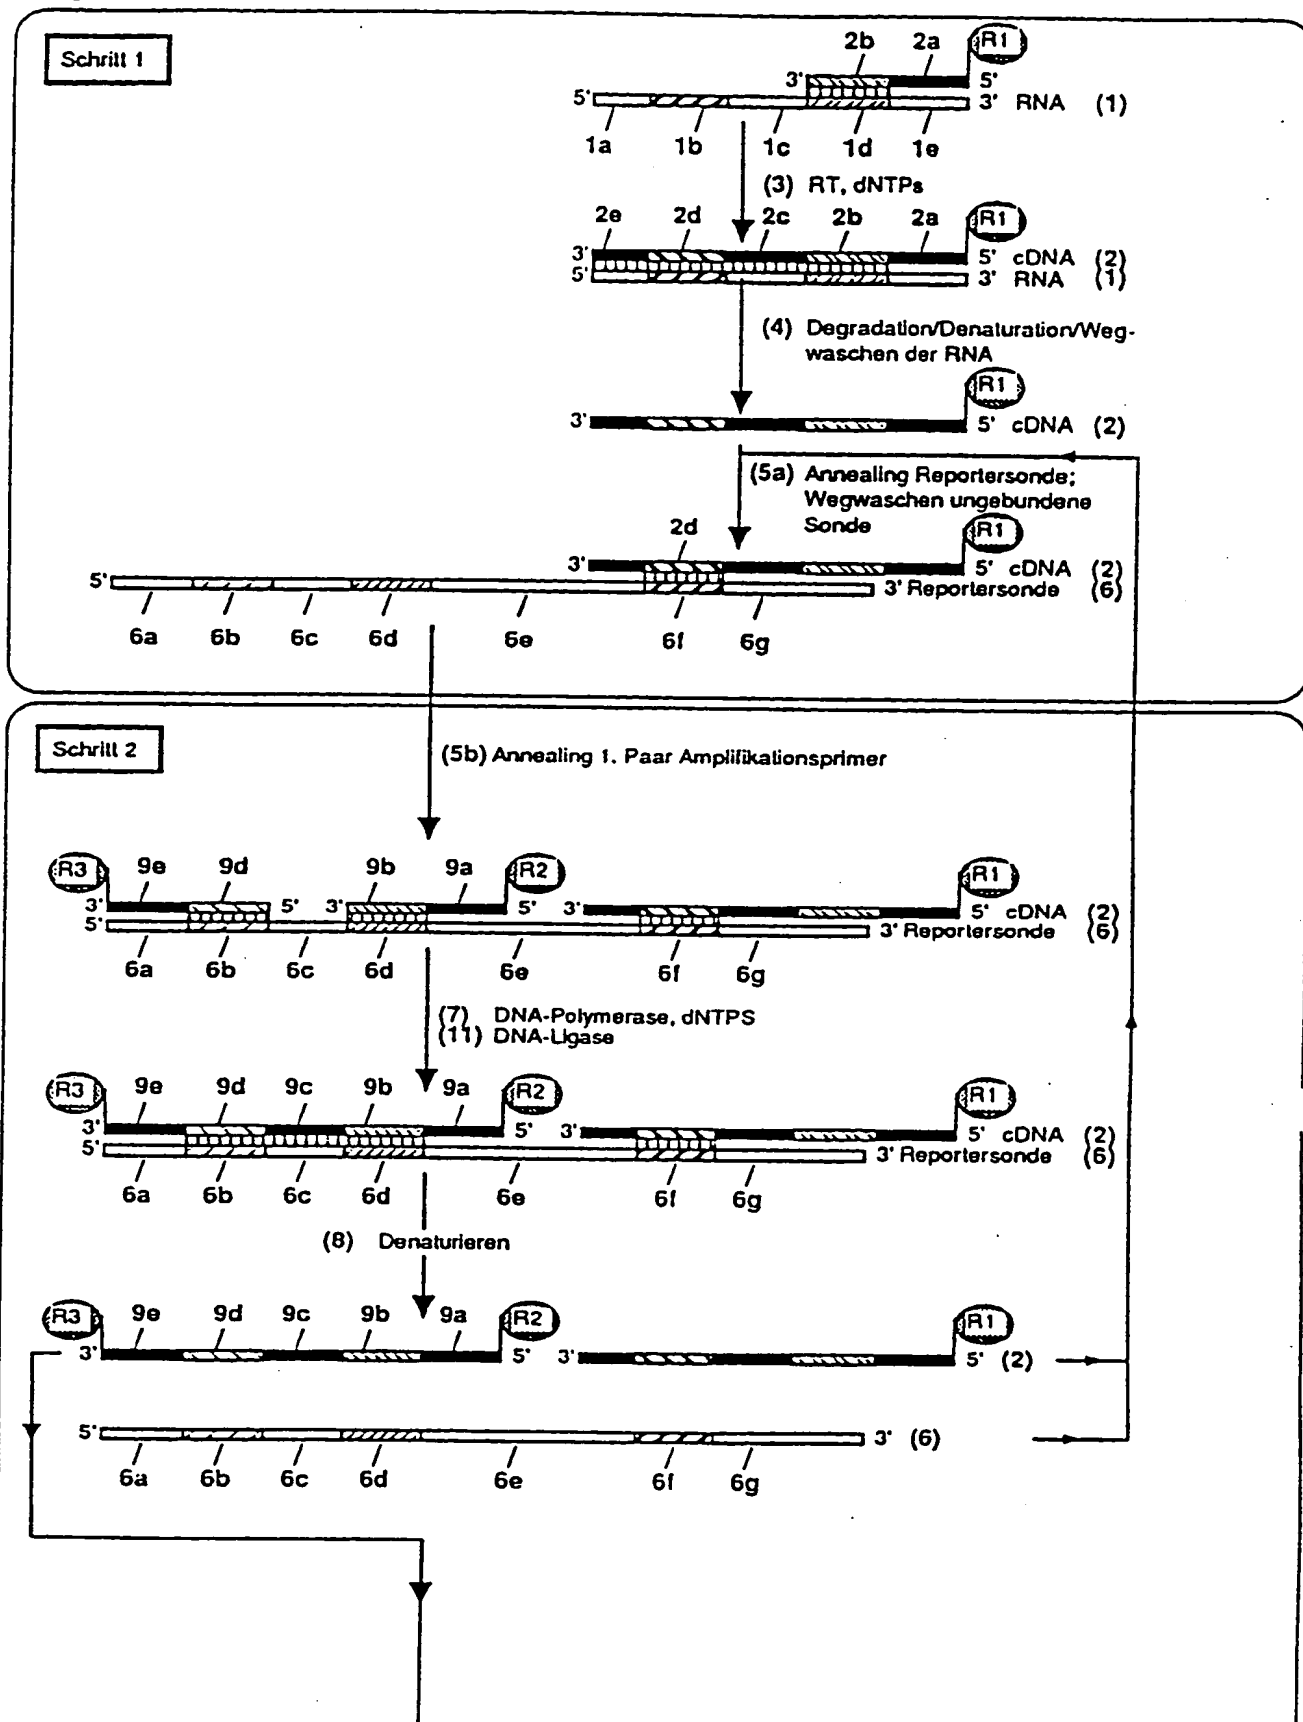 Schritt 1
2b 2a R1
3' 5'
5' 3' RNA (1)
1a 1b 1c 1d 1e
(3) RT, dNTPs
2e 2d 2c 2b 2a R1
3' 5' cDNA (2)
5' 3' RNA (1)
(4) Degradation/Denaturation/Weg-
waschen der RNA
R1
3' 5' cDNA (2)
(5a) Annealing Reportersonde;
Wegwaschen ungebundene
Sonde
2d R1
3' 5' cDNA (2)
5' 3' Reportersonde (6)
6a 6b 6c 6d 6e 6f 6g
Schritt 2
(5b) Annealing 1. Paar Amplifikationsprimer
R3 9e 9d 9b 9a R2 R1
3' 5' 3' 5' 3' 5' cDNA (2)
5' 3' Reportersonde (6)
6a 6b 6c 6d 6e 6f 6g
(7) DNA-Polymerase, dNTPS
(11) DNA-Ligase
R3 9e 9d 9c 9b 9a R2 R1
3' 5' 3' 5' cDNA (2)
5' 3' Reportersonde (6)
6a 6b 6c 6d 6e 6f 6g
(8) Denaturieren
R3 9e 9d 9c 9b 9a R2 R1
3' 5' 3' 5' (2)
5' 3' (6)
6a 6b 6c 6d 6e 6f 6g